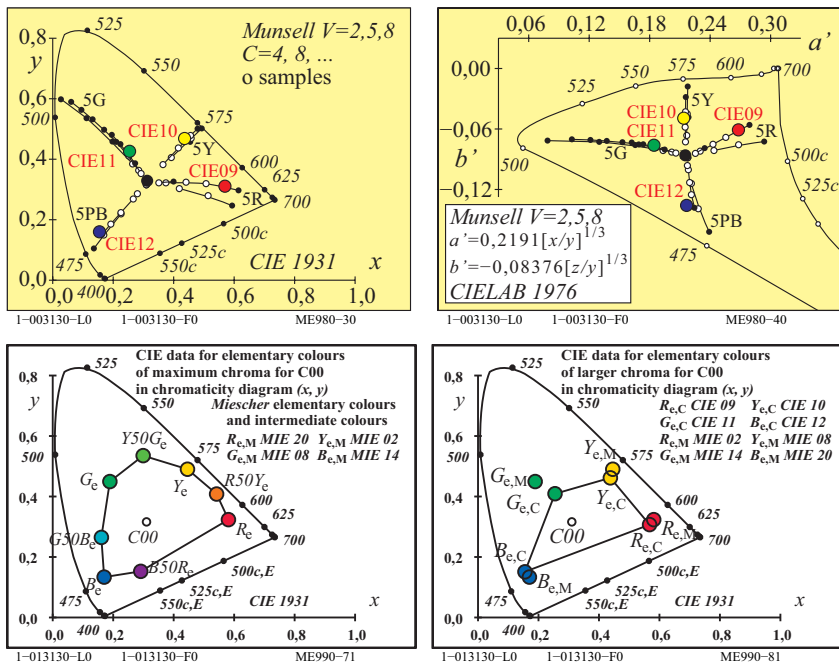 Munsell V=2,5,8
C=4, 8, ...
o samples
0,8
y
0,6
0,4
0,2
0,0
0,0 0,2 0,4 0,6 0,8 1,0
x
525
550
575
600
625
700
500
475
400
500c
525c
550c
5G
5Y
5R
5PB
CIE10
CIE11
CIE09
CIE12
CIE 1931
1-003130-L0 1-003130-F0 ME980-30
0,06 0,12 0,18 0,24 0,30
a’
0,00
−0,06
b’
−0,12
525
550
575
600
700
500
475
500c
525c
CIE10
5Y
CIE09
CIE11
5G
5R
CIE12
5PB
Munsell V=2,5,8
a’=0,2191[x/y]1/3
b’=−0,08376[z/y]1/3
CIELAB 1976
1-003130-L0 1-003130-F0 ME980-40
CIE data for elementary colours
of maximum chroma for C00
in chromaticity diagram (x, y)
Miescher elementary colours
and intermediate colours
Re,M MIE 20 Ye,M MIE 02
Ge,M MIE 08 Be,M MIE 14
0,8
y
0,6
0,4
0,2
0,0
0,0 0,2 0,4 0,6 0,8 1,0
x
525
550
575
600
625
700
500
475
400
500c,E
525c,E
550c,E
Y50Ge
Ge
Ye
R50Ye
Re
G50Be
C00
Be
B50Re
CIE 1931
1-013130-L0 1-013130-F0 ME990-71
CIE data for elementary colours
of larger chroma for C00
in chromaticity diagram (x, y)
Re,C CIE 09 Ye,C CIE 10
Ge,C CIE 11 Be,C CIE 12
Re,M MIE 02 Ye,M MIE 08
Ge,M MIE 14 Be,M MIE 20
0,8
y
0,6
0,4
0,2
0,0
0,0 0,2 0,4 0,6 0,8 1,0
x
525
550
575
600
625
700
500
475
400
500c,E
525c,E
550c,E
Ye,M
Ge,M
Ye,C
Ge,C
C00
Re,M
Re,C
Be,C
Be,M
CIE 1931
1-013130-L0 1-013130-F0 ME990-81